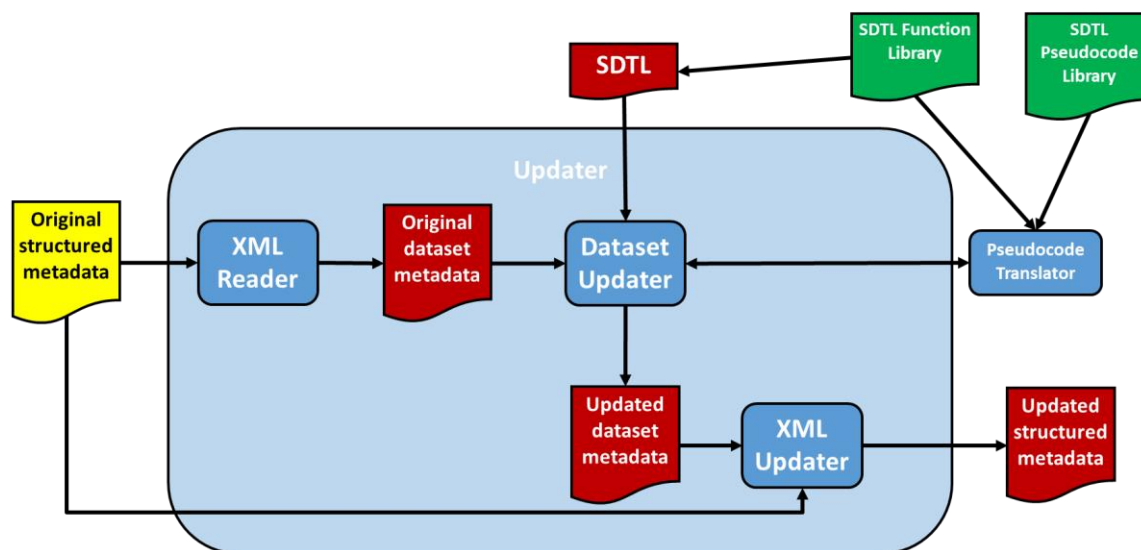 SDTL Function
Library
SDTL
Pseudocode
Library
SDTL
Updater
Original
structured
metadata
XML
Reader
Original
dataset
metadata
Dataset
Updater
Pseudocode
Translator
Updated
dataset
metadata
XML
Updater
Updated
structured
metadata